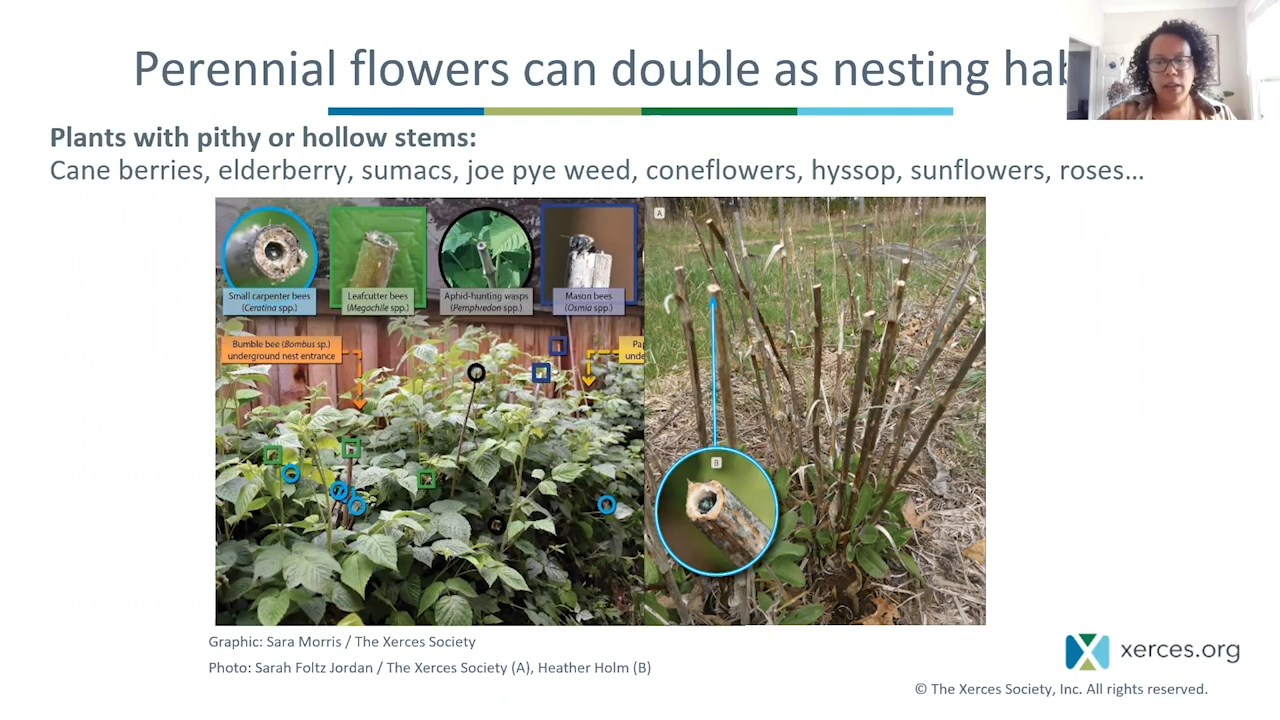 Perennial flowers can double as nesting hab
Plants with pithy or hollow stems:
Cane berries, elderberry, sumacs, joe pye weed, coneflowers, hyssop, sunflowers, roses…
Small carpenter bees
(Ceratina spp.)
Leafcutter bees
(Megachile spp.)
Aphid-hunting wasps
(Pemphredon spp.)
Mason bees
(Osmia spp.)
Bumble bee (Bombus sp.)
underground nest entrance
A
B
Graphic: Sara Morris / The Xerces Society
Photo: Sarah Foltz Jordan / The Xerces Society (A), Heather Holm (B)
xerces.org
© The Xerces Society, Inc. All rights reserved.